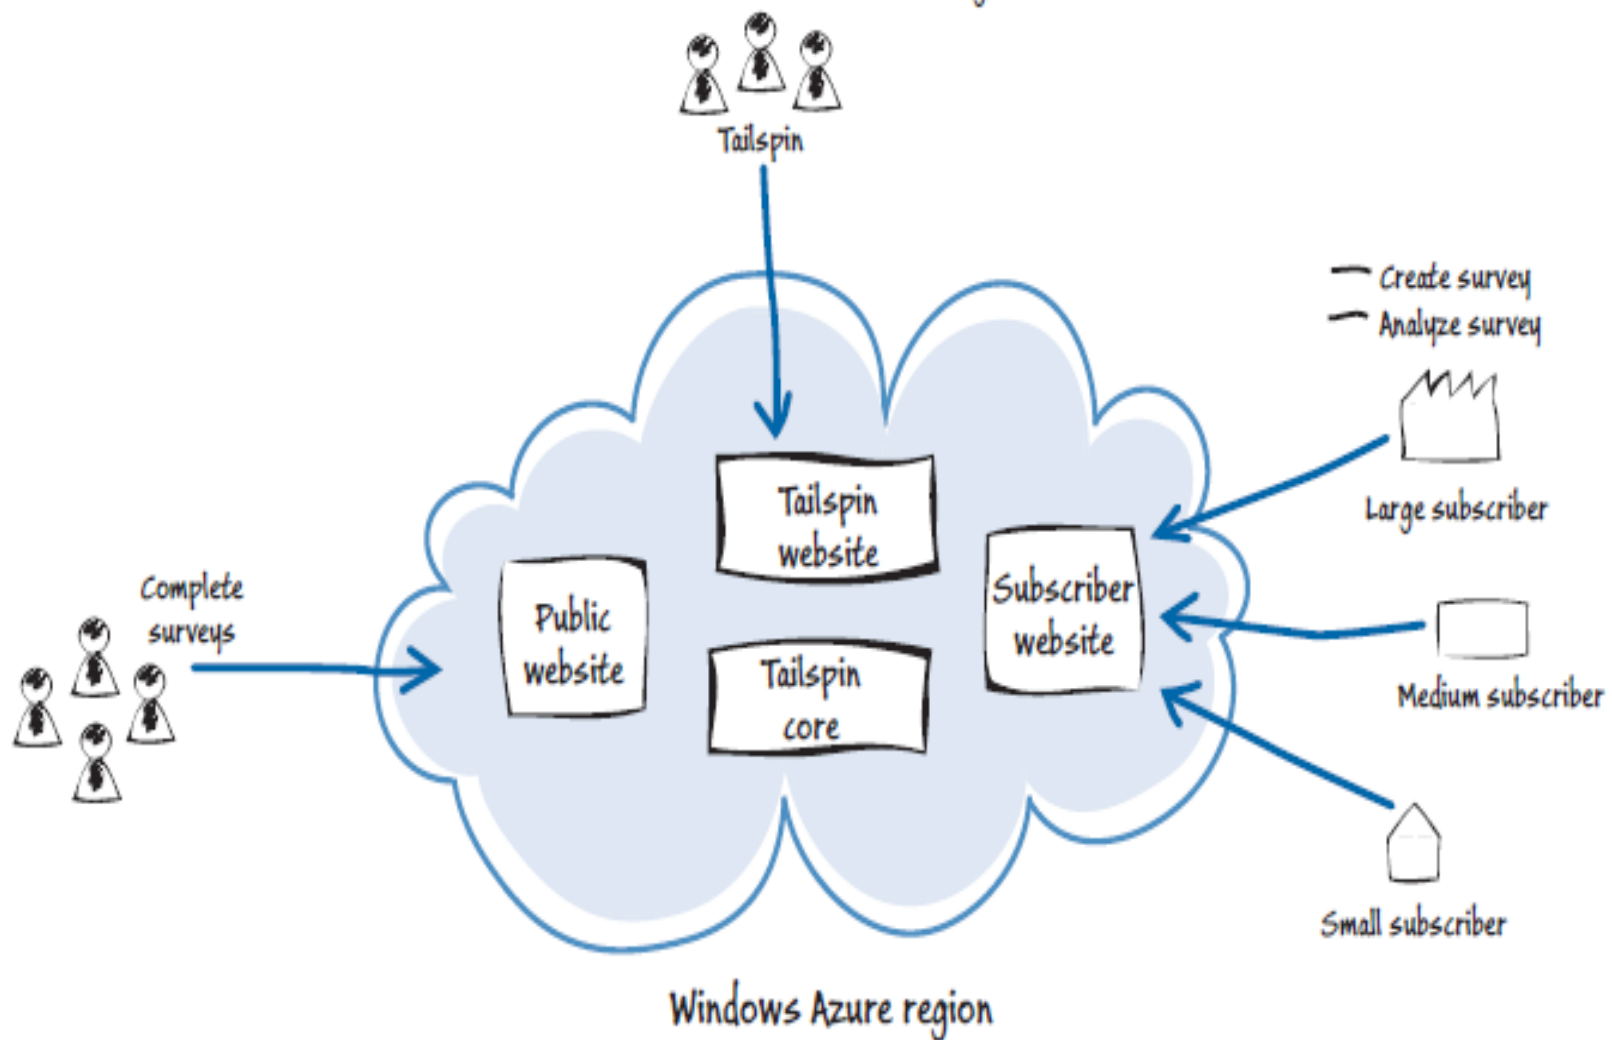 Tailspin
Create survey
Analyze survey
Large subscriber
Tailspin
website
Subscriber
website
Complete
surveys
Public
website
Tailspin
core
Medium subscriber
Small subscriber
Windows Azure region